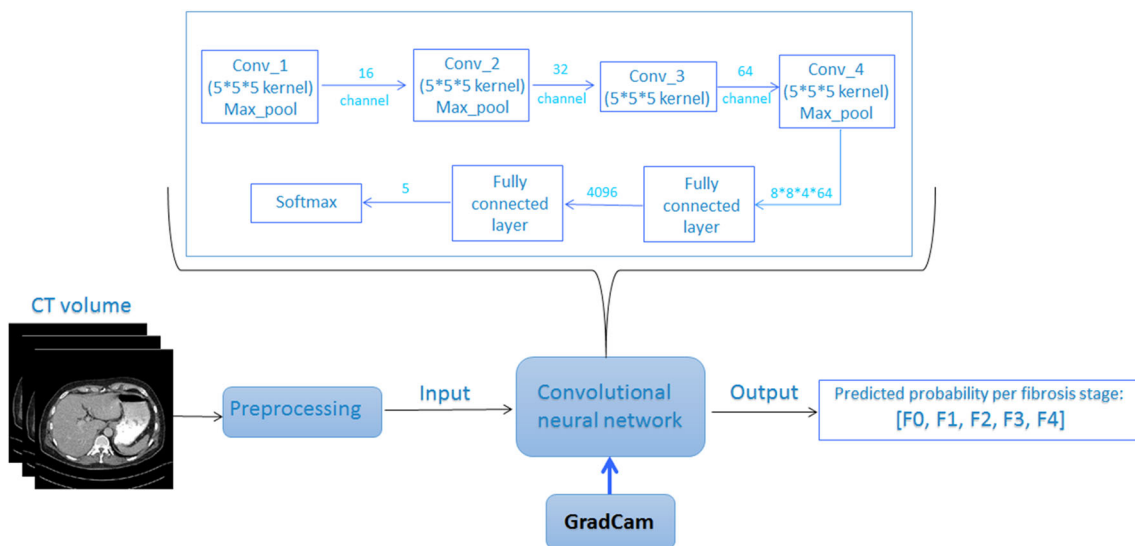 Conv_1
(5*5*5 kernel)
Max_pool
16
channel
Conv_2
(5*5*5 kernel)
Max_pool
32
channel
Conv_3
(5*5*5 kernel)
64
channel
Conv_4
(5*5*5 kernel)
Max_pool
8*8*4*64
Fully
connected
layer
4096
Fully
connected
layer
5
Softmax
CT volume
Preprocessing
Input
Convolutional
neural network
Output
Predicted probability per fibrosis stage:
[F0, F1, F2, F3, F4]
GradCam